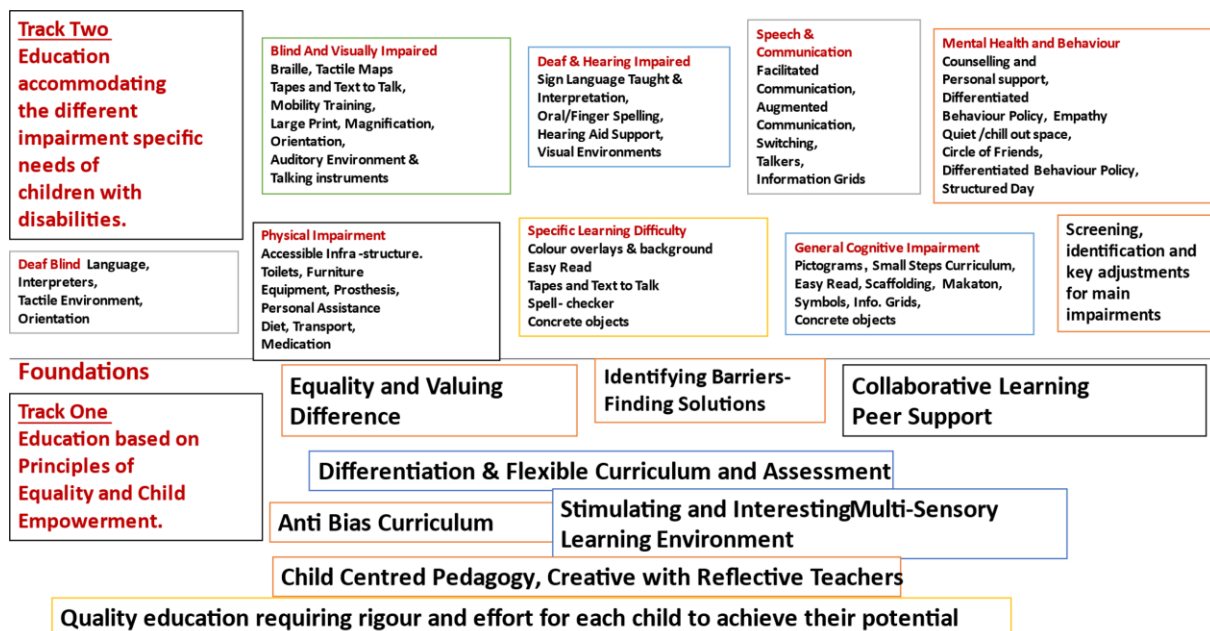 Track Two
Education
accommodating
the different
impairment specific
needs of
children with
disabilities.
Blind And Visually Impaired
Braille, Tactile Maps
Tapes and Text to Talk,
Mobility Training,
Large Print, Magnification,
Orientation,
Auditory Environment &
Talking instruments
Deaf & Hearing Impaired
Sign Language Taught &
Interpretation,
Oral/Finger Spelling,
Hearing Aid Support,
Visual Environments
Speech &
Communication
Facilitated
Communication,
Augmented
Communication,
Switching,
Talkers,
Information Grids
Mental Health and Behaviour
Counselling and
Personal support,
Differentiated
Behaviour Policy, Empathy
Quiet /chill out space,
Circle of Friends,
Differentiated Behaviour Policy,
Structured Day
Deaf Blind Language,
Interpreters,
Tactile Environment,
Orientation
Physical Impairment
Accessible Infra -structure.
Toilets, Furniture
Equipment, Prosthesis,
Personal Assistance
Diet, Transport,
Medication
Specific Learning Difficulty
Colour overlays & background
Easy Read
Tapes and Text to Talk
Spell- checker
Concrete objects
General Cognitive Impairment
Pictograms, Small Steps Curriculum,
Easy Read, Scaffolding, Makaton,
Symbols, Info. Grids,
Concrete objects
Screening,
identification and
key adjustments
for main
impairments
Foundations
Track One
Education based on
Principles of
Equality and Child
Empowerment.
Equality and Valuing
Difference
Identifying Barriers-
Finding Solutions
Collaborative Learning
Peer Support
Differentiation & Flexible Curriculum and Assessment
Anti Bias Curriculum
Stimulating and InterestingMulti-Sensory
Learning Environment
Child Centred Pedagogy, Creative with Reflective Teachers
Quality education requiring rigour and effort for each child to achieve their potential